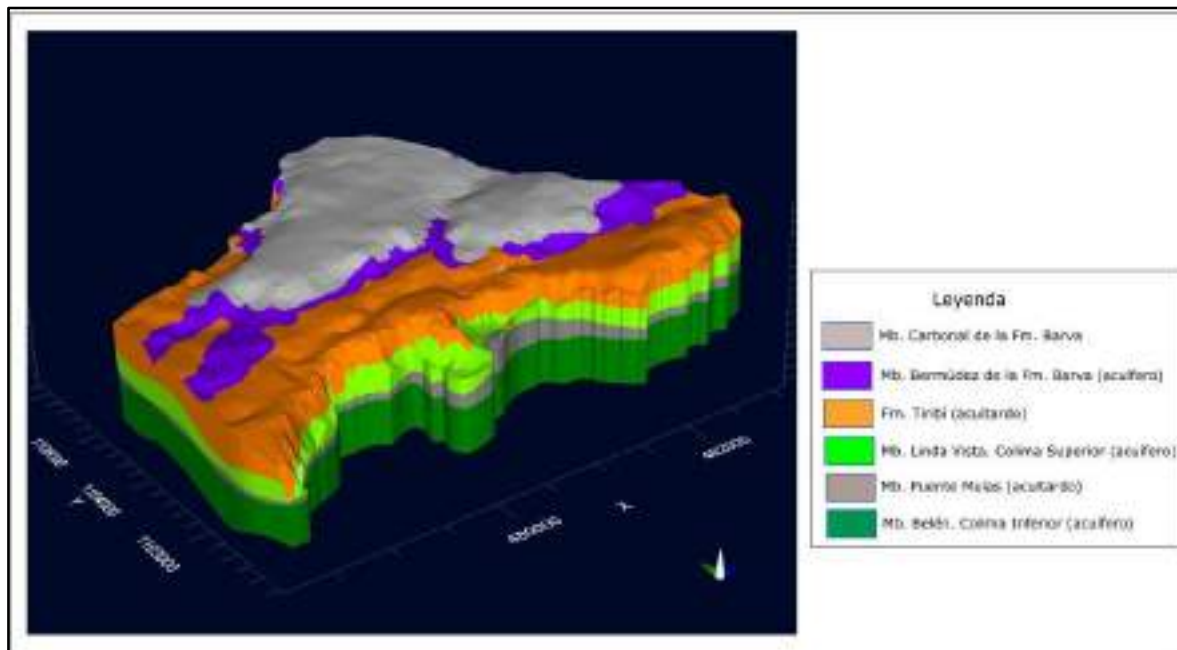 Leyenda
Mb. Carbonal de la Fm. Barva
Mb. Bermúdez de la Fm. Barva (acuífero)
Fm. Tiribí (acuitardo)
Mb. Linda Vista. Colima Superior (acuífero)
Mb. Puente Mulas (acuitardo)
Mb. Belén. Colima Inferior (acuífero)
Y
X